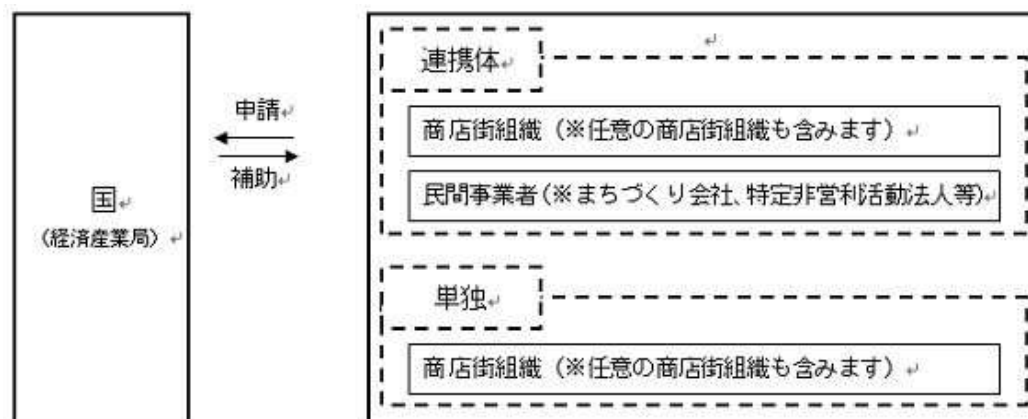 国
（経済産業局）
申請
補助
連携体
商店街組織（※任意の商店街組織も含みます）
民間事業者（※まちづくり会社、特定非営利活動法人等）
単独
商店街組織（※任意の商店街組織も含みます）